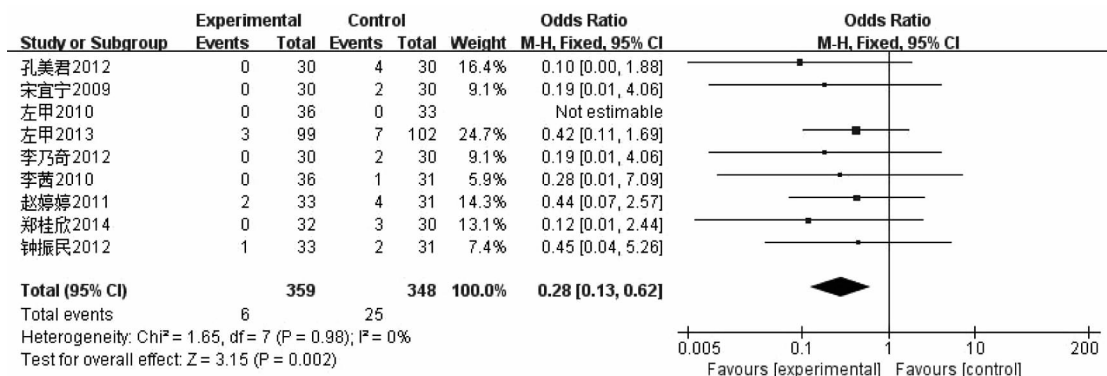 Experimental Control Odds Ratio Odds Ratio
Study or Subgroup Events Total Events Total Weight M-H, Fixed, 95% CI M-H, Fixed, 95% CI
孔美君2012 0 30 4 30 16.4% 0.10 [0.00, 1.88]
宋宜宁2009 0 30 2 30 9.1% 0.19 [0.01, 4.06]
左甲2010 0 36 0 33 Not estimable
左甲2013 3 99 7 102 24.7% 0.42 [0.11, 1.69]
李乃奇2012 0 30 2 30 9.1% 0.19 [0.01, 4.06]
李茜2010 0 36 1 31 5.9% 0.28 [0.01, 7.09]
赵婷婷2011 2 33 4 31 14.3% 0.44 [0.07, 2.57]
郑桂欣2014 0 32 3 30 13.1% 0.12 [0.01, 2.44]
钟振民2012 1 33 2 31 7.4% 0.45 [0.04, 5.26]
Total (95% CI) 359 348 100.0% 0.28 [0.13, 0.62]
Total events 6 25
Heterogeneity: Chi² = 1.65, df = 7 (P = 0.98); I² = 0%
Test for overall effect: Z = 3.15 (P = 0.002)
0.005 0.1 1 10 200
Favours [experimental] Favours [control]